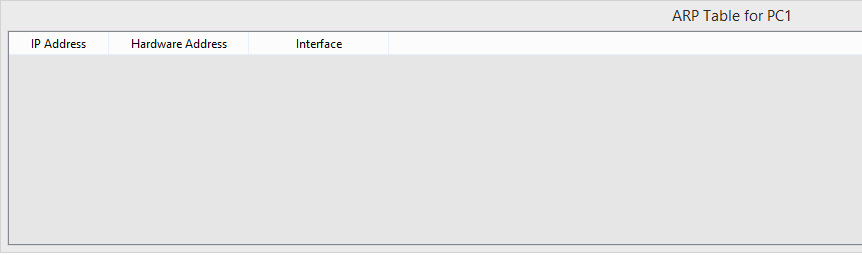 ARP Table for PC1
IP Address Hardware Address Interface